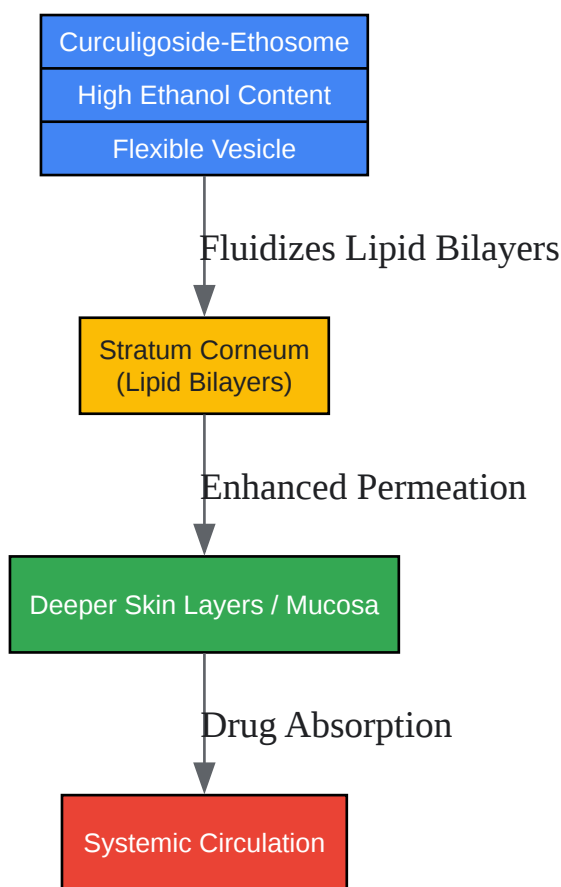 Curculigoside-Ethosome
High Ethanol Content
Flexible Vesicle
Fluidizes Lipid Bilayers
Stratum Corneum
(Lipid Bilayers)
Enhanced Permeation
Deeper Skin Layers / Mucosa
Drug Absorption
Systemic Circulation